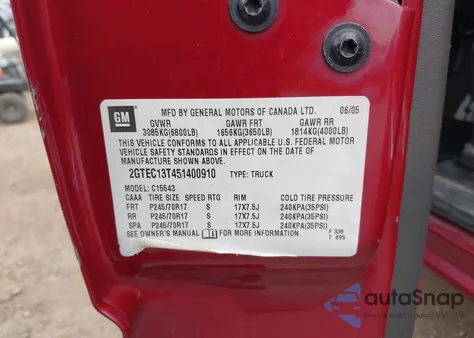 GM
MFD BY GENERAL MOTORS OF CANADA LTD. 06/05
GVWR GAWR FRT GAWR RR
3085KG(6800LB) 1656KG(3650LB) 1814KG(4000LB)
THIS VEHICLE CONFORMS TO ALL APPLICABLE U.S. FEDERAL MOTOR
VEHICLE SAFETY STANDARDS IN EFFECT ON THE DATE OF
MANUFACTURE SHOWN ABOVE.
2GTEC13T451400910 TYPE: TRUCK
MODEL: C15543
CAAA TIRE SIZE SPEED RTG RIM COLD TIRE PRESSURE
FRT P245/70R17 S 17X7.5J 240KPA(35PSI)
RR P245/70R17 S 17X7.5J 240KPA(35PSI)
SPA P245/70R17 S 17X7.5J 240KPA(35PSI)
SEE OWNER'S MANUAL FOR MORE INFORMATION. F 330
T 095
autaSnap